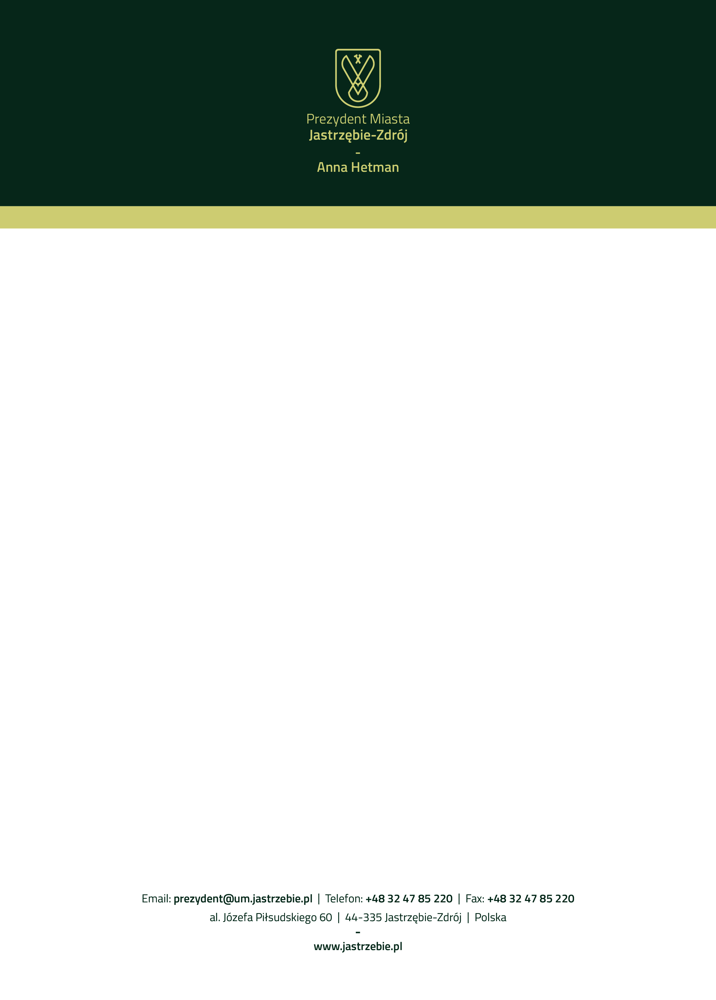 Prezydent Miasta
Jastrzębie-Zdrój
-
Anna Hetman
Email: prezydent@um.jastrzebie.pl | Telefon: +48 32 47 85 220 | Fax: +48 32 47 85 220
al. Józefa Piłsudskiego 60 | 44-335 Jastrzębie-Zdrój | Polska
-
www.jastrzebie.pl